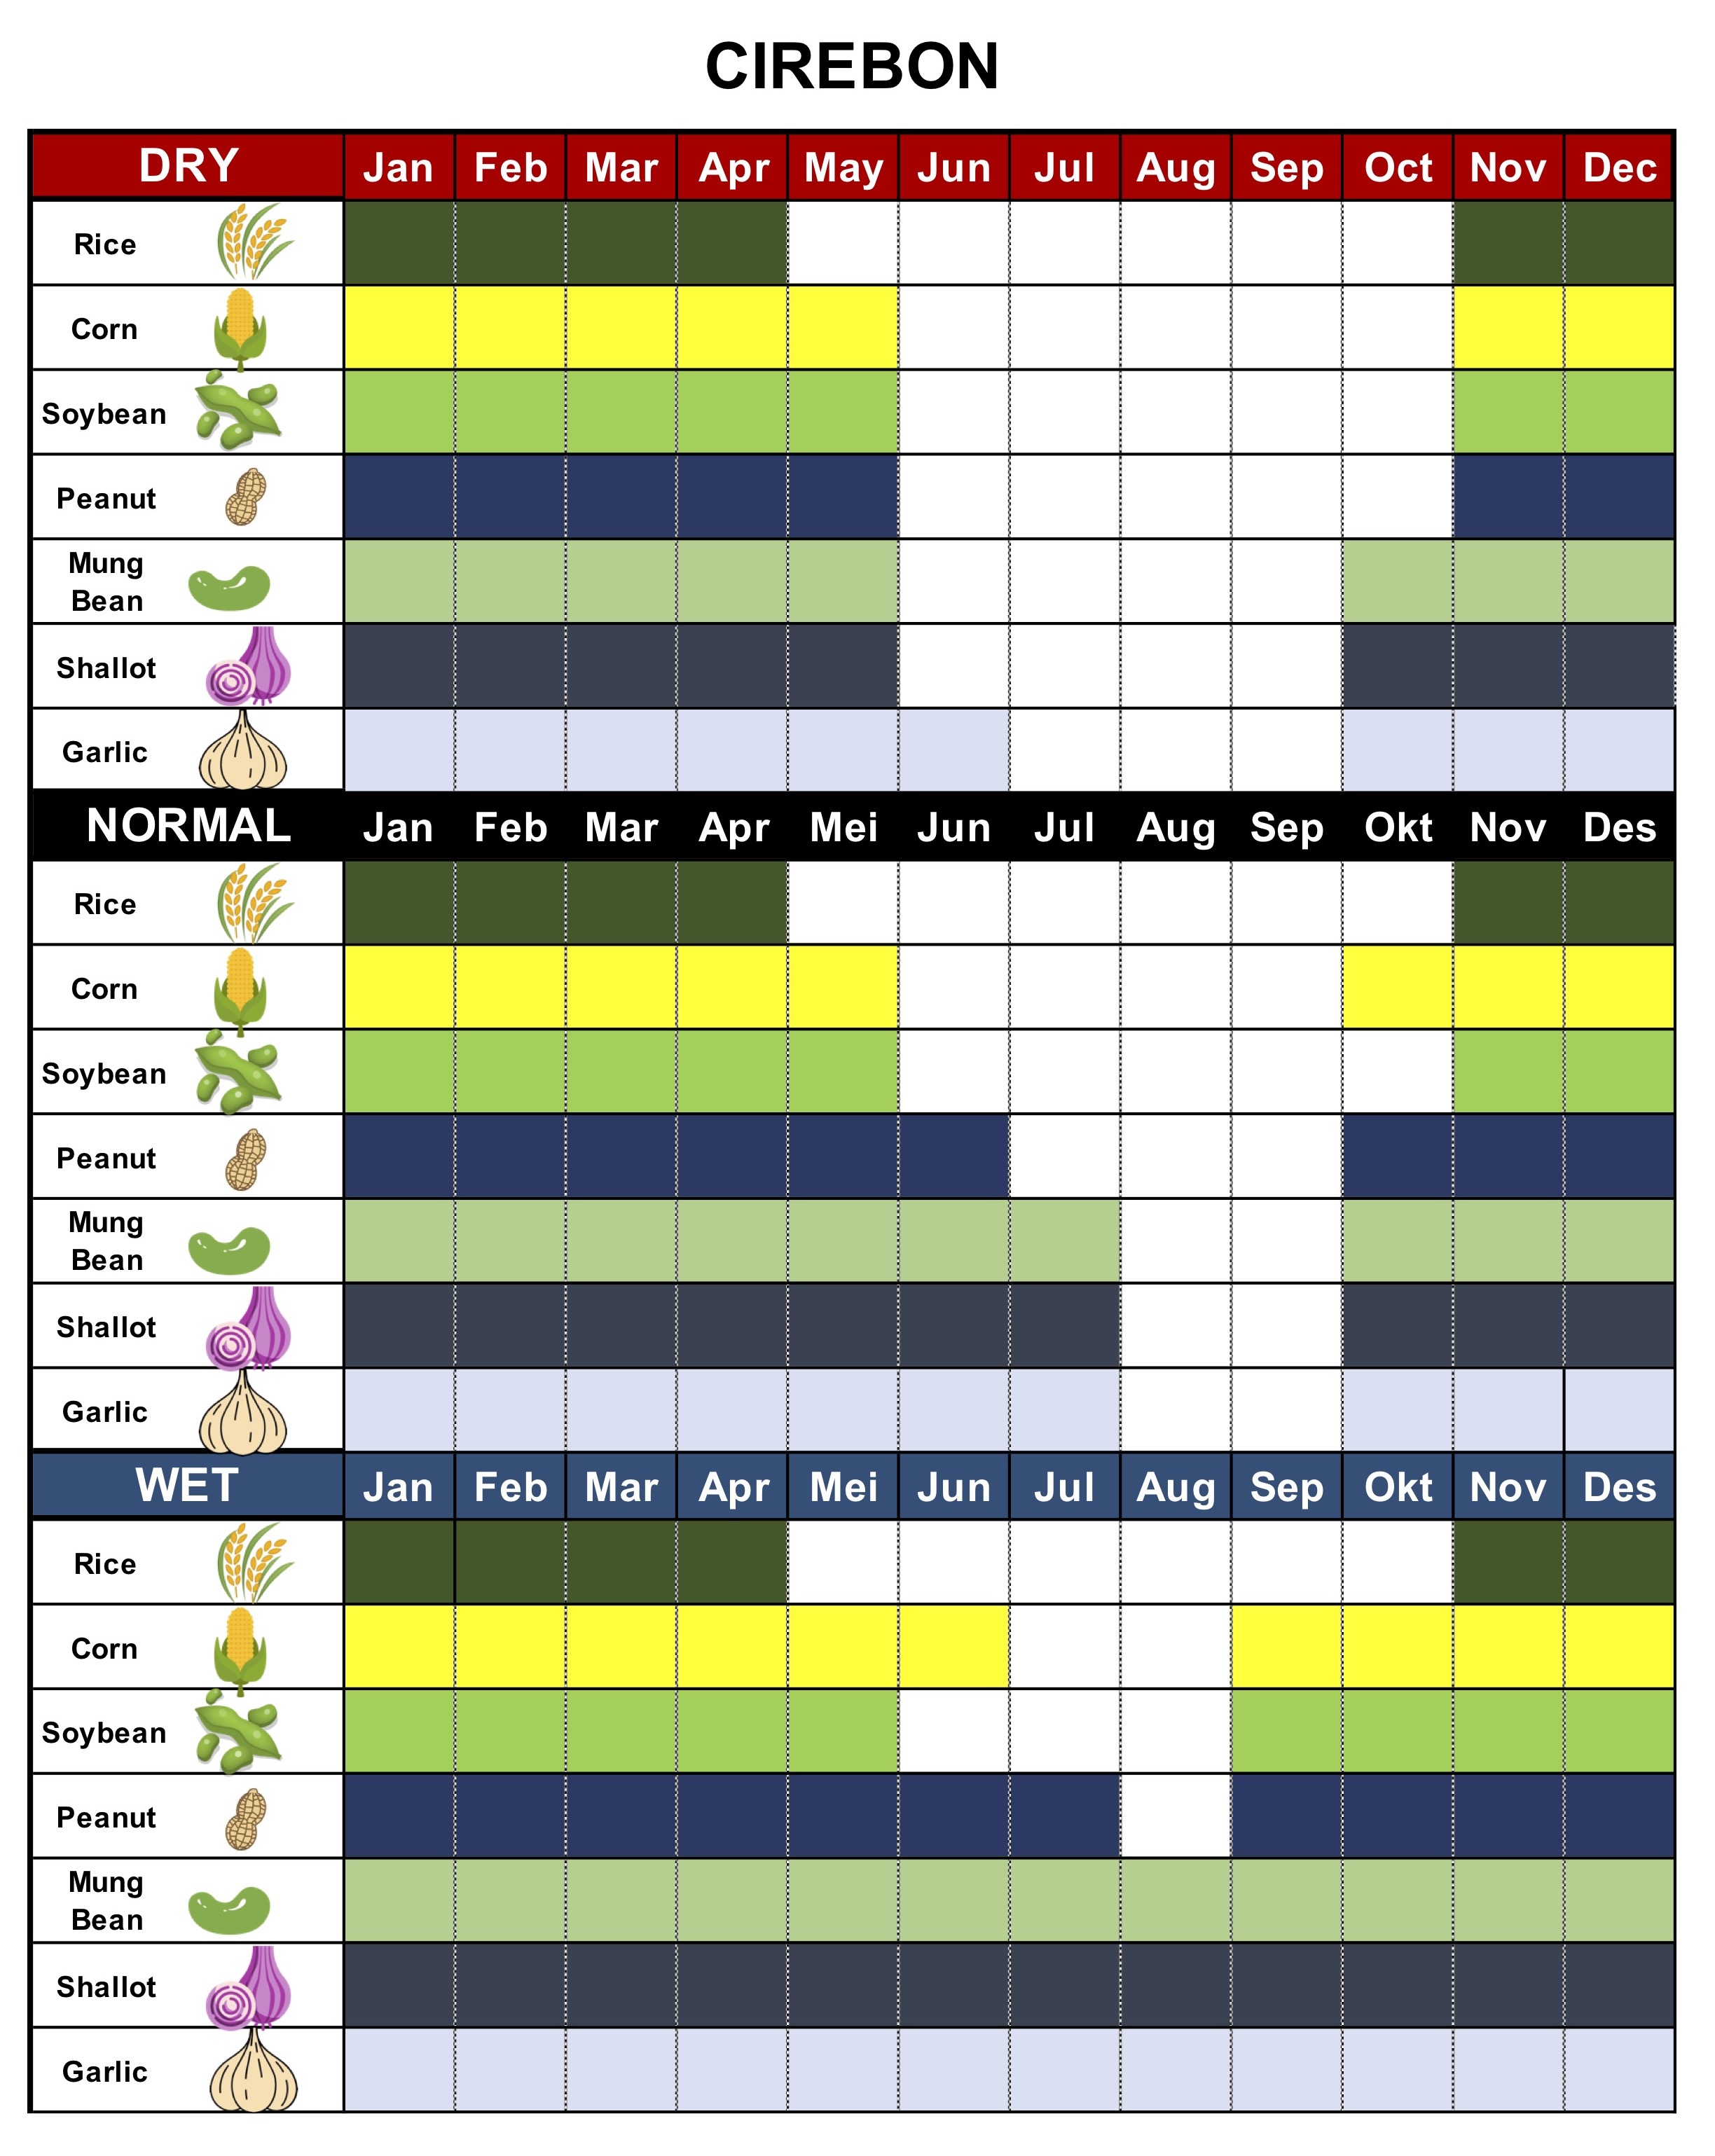 CIREBON
DRY Jan Feb Mar Apr May Jun Jul Aug Sep Oct Nov Dec
Rice
Corn
Soybean
Peanut
Mung
Bean
Shallot
Garlic
NORMAL Jan Feb Mar Apr Mei Jun Jul Aug Sep Okt Nov Des
Rice
Corn
Soybean
Peanut
Mung
Bean
Shallot
Garlic
WET Jan Feb Mar Apr Mei Jun Jul Aug Sep Okt Nov Des
Rice
Corn
Soybean
Peanut
Mung
Bean
Shallot
Garlic